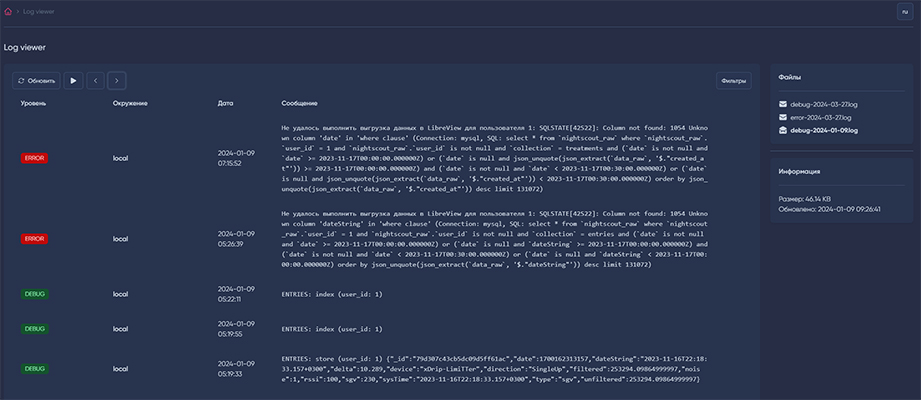 Log viewer
ru
Log viewer
Обновить
Фильтры
Уровень Окружение Дата Сообщение
ERROR local 2024-01-09 07:15:52
Не удалось выполнить выгрузка данных в LibreView для пользователя 1: SQLSTATE[42S22]: Column not found: 1054 Unkno
wn column 'date' in 'where clause' (Connection: mysql, SQL: select * from `nightscout_raw` where `nightscout_raw`.
`user_id` = 1 and `nightscout_raw`.`user_id` is not null and `collection` = treatments and (`date` is not null and
`date` >= 2023-11-17T00:00:00.000000Z) or (`date` is null and json_unquote(json_extract(`data_raw`, '$."created_a
t"')) >= 2023-11-17T00:00:00.000000Z) and (`date` is not null and `date` < 2023-11-17T00:30:00.000000Z) or (`date`
is null and json_unquote(json_extract(`data_raw`, '$."created_at"')) < 2023-11-17T00:30:00.000000Z) order by json_
unquote(json_extract(`data_raw`, '$."created_at"')) desc limit 131072)
ERROR local 2024-01-09 05:26:39
Не удалось выполнить выгрузка данных в LibreView для пользователя 1: SQLSTATE[42S22]: Column not found: 1054 Unkno
wn column 'dateString' in 'where clause' (Connection: mysql, SQL: select * from `nightscout_raw` where `nightscout
_raw`.`user_id` = 1 and `nightscout_raw`.`user_id` is not null and `collection` = entries and (`date` is not null
and `date` >= 2023-11-17T00:00:00.000000Z) or (`date` is null and `dateString` >= 2023-11-17T00:00:00.000000Z) and
(`date` is not null and `date` < 2023-11-17T00:30:00.000000Z) or (`date` is null and `dateString` < 2023-11-17T00:
30:00.000000Z) order by json_unquote(json_extract(`data_raw`, '$."dateString"')) desc limit 131072)
DEBUG local 2024-01-09 05:22:11
ENTRIES: index (user_id: 1)
DEBUG local 2024-01-09 05:19:55
ENTRIES: index (user_id: 1)
DEBUG local 2024-01-09 05:19:33
ENTRIES: store (user_id: 1) {"_id":"79d307c43cb5dc09d5ff61ac","date":1700162313157,"dateString":"2023-11-16T22:18:
33.157+0300","delta":10.289,"device":"xDrip-LimiTTer","direction":"SingleUp","filtered":253294.09864999997,"nois
e":1,"rssi":100,"sgv":230,"sysTime":"2023-11-16T22:18:33.157+0300","type":"sgv","unfiltered":253294.09864999997}
Файлы
debug-2024-03-27.log
error-2024-03-27.log
debug-2024-01-09.log
Информация
Размер: 46.14 KB
Обновлено: 2024-01-09 09:26:41